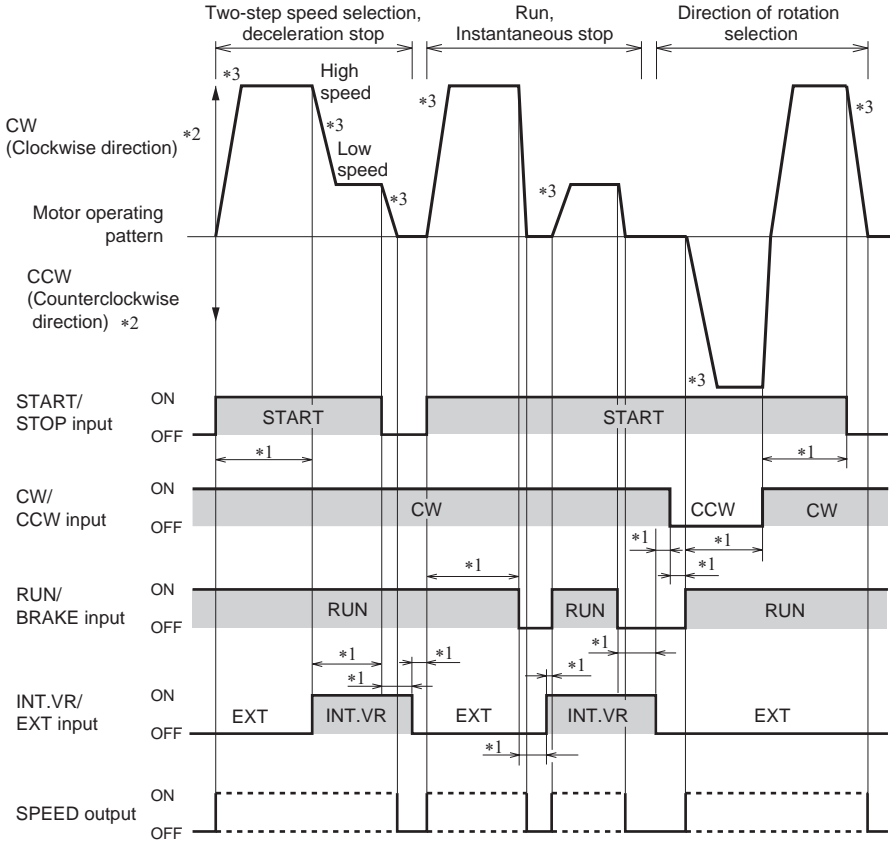 Two-step speed selection,
deceleration stop
Run,
Instantaneous stop
Direction of rotation
selection
*3
High
speed
*3
*3
CW
(Clockwise direction) *2
*3
Low
speed
*3
*3
Motor operating
pattern
CCW
(Counterclockwise
direction) *2
*3
START/
STOP input
ON
OFF
START
START
*1
*1
CW/
CCW input
ON
OFF
CW
CCW
CW
*1
*1
*1
*1
RUN/
BRAKE input
ON
OFF
RUN
RUN
RUN
*1
*1
*1
*1
*1
INT.VR/
EXT input
ON
OFF
EXT
INT.VR
EXT
INT.VR
EXT
*1
SPEED output
ON
OFF